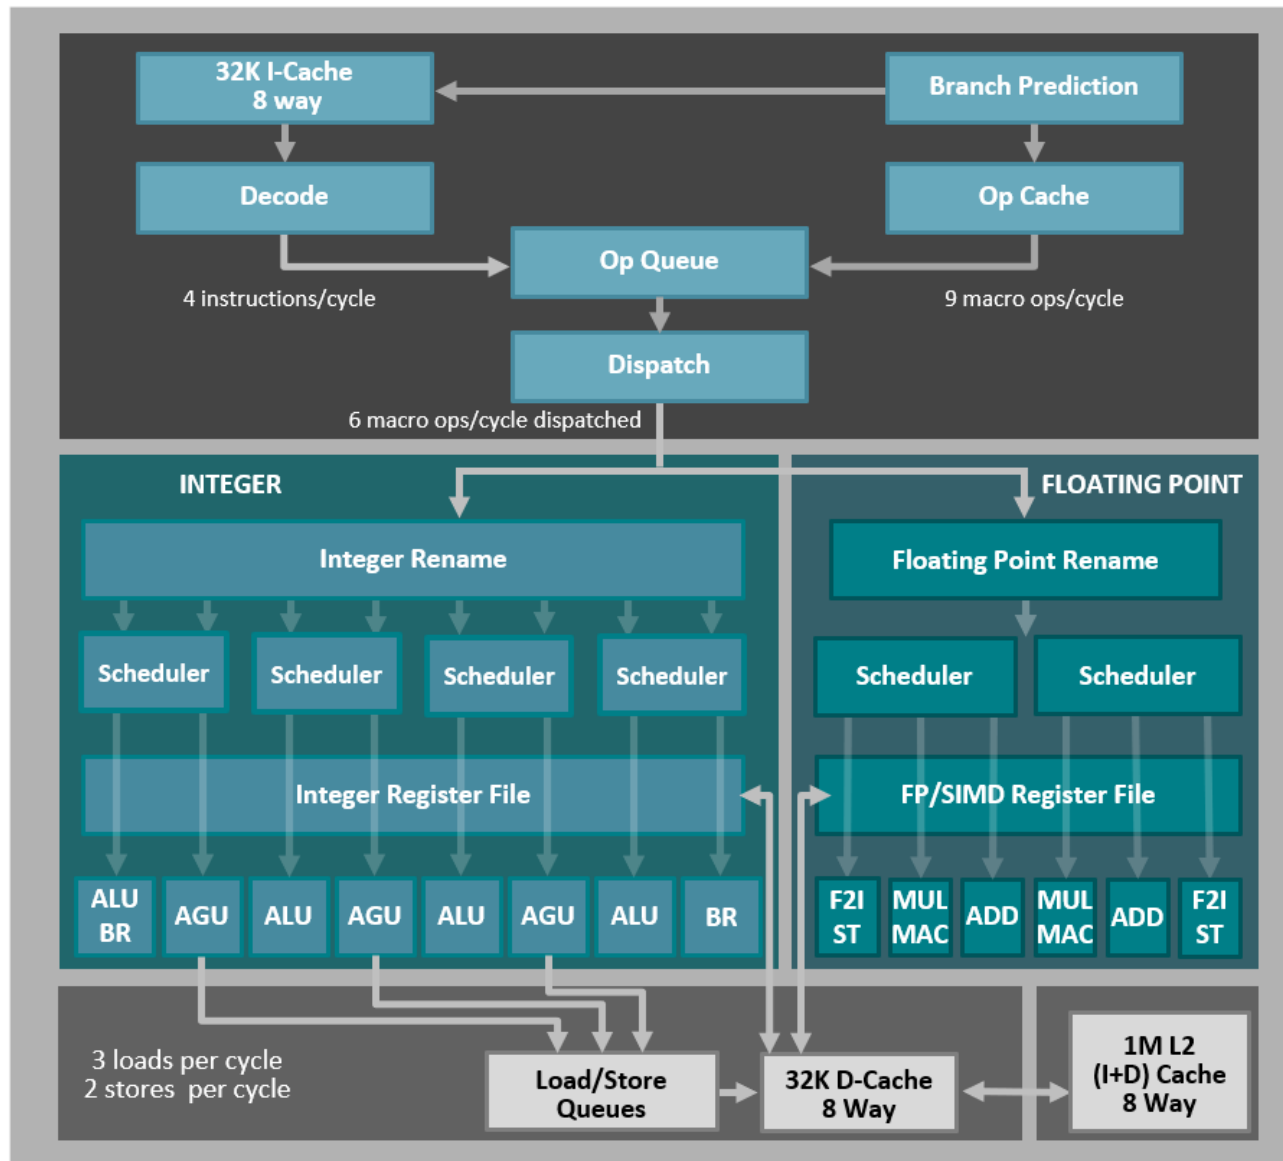 32K I-Cache
8 way
Branch Prediction
Decode
Op Cache
Op Queue
4 instructions/cycle
9 macro ops/cycle
Dispatch
6 macro ops/cycle dispatched
INTEGER
FLOATING POINT
Integer Rename
Floating Point Rename
Scheduler
Scheduler
Scheduler
Scheduler
Scheduler
Scheduler
Integer Register File
FP/SIMD Register File
ALU
BR
AGU
ALU
AGU
ALU
AGU
ALU
BR
F2I
ST
MUL
MAC
ADD
MUL
MAC
ADD
F2I
ST
3 loads per cycle
2 stores per cycle
Load/Store
Queues
32K D-Cache
8 Way
1M L2
(I+D) Cache
8 Way